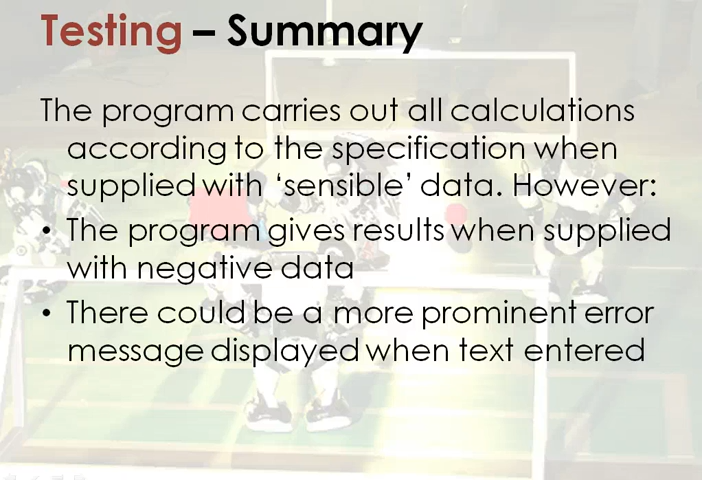 Testing – Summary
The program carries out all calculations
according to the specification when
supplied with ‘sensible’ data. However:
• The program gives results when supplied
with negative data
• There could be a more prominent error
message displayed when text entered